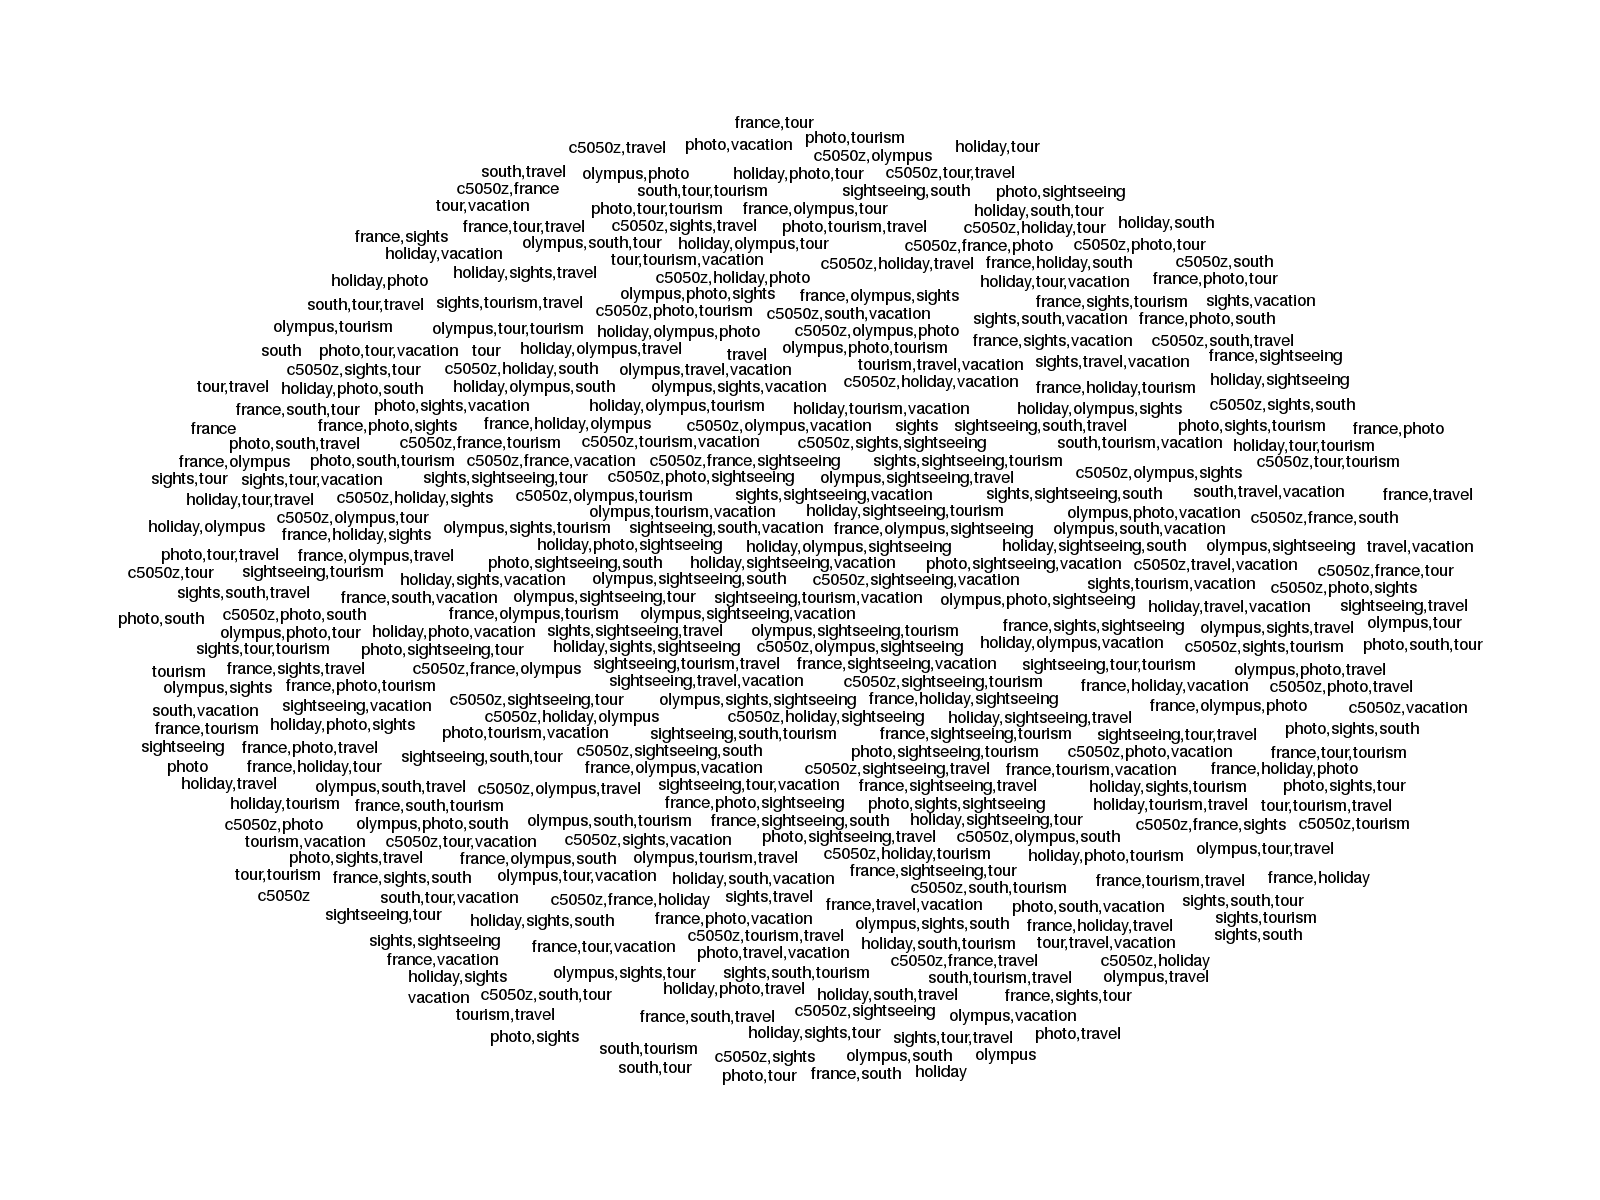 france,tour
c5050z,travel photo,vacation photo,tourism holiday,tour
c5050z,olympus
south,travel olympus,photo holiday,photo,tour c5050z,tour,travel
c5050z,france south,tour,tourism sightseeing,south photo,sightseeing
tour,vacation photo,tour,tourism france,olympus,tour holiday,south,tour
france,tour,travel c5050z,sights,travel photo,tourism,travel c5050z,holiday,tour holiday,south
france,sights olympus,south,tour holiday,olympus,tour c5050z,france,photo c5050z,photo,tour
holiday,vacation tour,tourism,vacation c5050z,holiday,travel france,holiday,south c5050z,south
holiday,photo holiday,sights,travel c5050z,holiday,photo holiday,tour,vacation france,photo,tour
south,tour,travel sights,tourism,travel olympus,photo,sights france,olympus,sights france,sights,tourism sights,vacation
c5050z,photo,tourism c5050z,south,vacation sights,south,vacation france,photo,south
olympus,tourism olympus,tour,tourism holiday,olympus,photo c5050z,olympus,photo
south photo,tour,vacation tour holiday,olympus,travel travel olympus,photo,tourism france,sights,vacation c5050z,south,travel
c5050z,sights,tour c5050z,holiday,south olympus,travel,vacation tourism,travel,vacation sights,travel,vacation france,sightseeing
tour,travel holiday,photo,south holiday,olympus,south olympus,sights,vacation c5050z,holiday,vacation france,holiday,tourism holiday,sightseeing
france,south,tour photo,sights,vacation holiday,olympus,tourism holiday,tourism,vacation holiday,olympus,sights c5050z,sights,south
france france,photo,sights france,holiday,olympus c5050z,olympus,vacation sights sightseeing,south,travel photo,sights,tourism france,photo
photo,south,travel c5050z,france,tourism c5050z,tourism,vacation c5050z,sights,sightseeing south,tourism,vacation holiday,tour,tourism
france,olympus photo,south,tourism c5050z,france,vacation c5050z,france,sightseeing sights,sightseeing,tourism c5050z,tour,tourism
sights,tour sights,tour,vacation sights,sightseeing,tour c5050z,photo,sightseeing olympus,sightseeing,travel c5050z,olympus,sights
holiday,tour,travel c5050z,holiday,sights c5050z,olympus,tourism sights,sightseeing,vacation sights,sightseeing,south south,travel,vacation france,travel
c5050z,olympus,tour olympus,tourism,vacation holiday,sightseeing,tourism olympus,photo,vacation c5050z,france,south
holiday,olympus france,holiday,sights olympus,sights,tourism sightseeing,south,vacation france,olympus,sightseeing olympus,south,vacation
holiday,photo,sightseeing holiday,olympus,sightseeing holiday,sightseeing,south olympus,sightseeing travel,vacation
photo,tour,travel france,olympus,travel photo,sightseeing,south holiday,sightseeing,vacation photo,sightseeing,vacation c5050z,travel,vacation
c5050z,tour sightseeing,tourism holiday,sights,vacation olympus,sightseeing,south c5050z,sightseeing,vacation sights,tourism,vacation c5050z,france,tour
sights,south,travel france,south,vacation olympus,sightseeing,tour sightseeing,tourism,vacation olympus,photo,sightseeing holiday,travel,vacation c5050z,photo,sights
photo,south c5050z,photo,south france,olympus,tourism olympus,sightseeing,vacation sightseeing,travel
olympus,photo,tour holiday,photo,vacation sights,sightseeing,travel olympus,sightseeing,tourism france,sights,sightseeing olympus,sights,travel olympus,tour
sights,tour,tourism photo,sightseeing,tour holiday,sights,sightseeing c5050z,olympus,sightseeing holiday,olympus,vacation c5050z,sights,tourism photo,south,tour
tourism france,sights,travel c5050z,france,olympus sightseeing,tourism,travel france,sightseeing,vacation sightseeing,tour,tourism olympus,photo,travel
olympus,sights france,photo,tourism sightseeing,travel,vacation c5050z,sightseeing,tourism france,holiday,vacation c5050z,photo,travel
south,vacation sightseeing,vacation c5050z,sightseeing,tour olympus,sights,sightseeing france,holiday,sightseeing france,olympus,photo c5050z,vacation
france,tourism holiday,photo,sights c5050z,holiday,olympus c5050z,holiday,sightseeing holiday,sightseeing,travel photo,sights,south
photo,tourism,vacation sightseeing,south,tourism france,sightseeing,tourism sightseeing,tour,travel
sightseeing france,photo,travel sightseeing,south,tour c5050z,sightseeing,south photo,sightseeing,tourism c5050z,photo,vacation france,tour,tourism
photo france,holiday,tour france,olympus,vacation c5050z,sightseeing,travel france,tourism,vacation france,holiday,photo
holiday,travel olympus,south,travel c5050z,olympus,travel sightseeing,tour,vacation france,sightseeing,travel holiday,sights,tourism photo,sights,tour
holiday,tourism france,south,tourism france,photo,sightseeing photo,sights,sightseeing holiday,tourism,travel tour,tourism,travel
c5050z,photo olympus,photo,south olympus,south,tourism france,sightseeing,south holiday,sightseeing,tour c5050z,france,sights c5050z,tourism
tourism,vacation c5050z,tour,vacation c5050z,sights,vacation photo,sightseeing,travel c5050z,olympus,south olympus,tour,travel
photo,sights,travel france,olympus,south olympus,tourism,travel c5050z,holiday,tourism holiday,photo,tourism
tour,tourism france,sights,south olympus,tour,vacation holiday,south,vacation france,sightseeing,tour france,tourism,travel france,holiday
c5050z south,tour,vacation c5050z,france,holiday sights,travel c5050z,south,tourism sights,south,tour
sightseeing,tour holiday,sights,south france,photo,vacation france,travel,vacation photo,south,vacation sights,tourism
sights,sightseeing france,tour,vacation c5050z,tourism,travel olympus,sights,south france,holiday,travel sights,south
france,vacation photo,travel,vacation holiday,south,tourism tour,travel,vacation
c5050z,france,travel c5050z,holiday
holiday,sights olympus,sights,tour sights,south,tourism south,tourism,travel olympus,travel
vacation c5050z,south,tour holiday,photo,travel holiday,south,travel france,sights,tour
tourism,travel france,south,travel c5050z,sightseeing olympus,vacation
photo,sights holiday,sights,tour sights,tour,travel photo,travel
south,tourism c5050z,sights olympus,south olympus
south,tour photo,tour france,south holiday